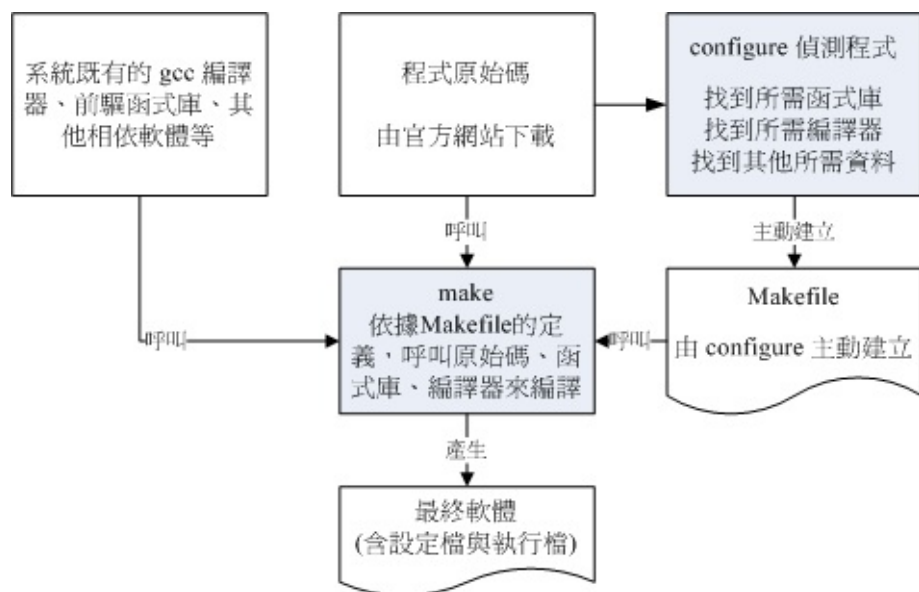 系統既有的 gcc 編譯
器、前驅函式庫、其
他相依軟體等
程式原始碼
由官方網站下載
configure 偵測程式
找到所需函式庫
找到所需編譯器
找到其他所需資料
呼叫
主動建立
make
依據Makefile的定
義，呼叫原始碼、函
式庫、編譯器來編譯
呼叫
呼叫
Makefile
由 configure 主動建立
產生
最終軟體
(含設定檔與執行檔)